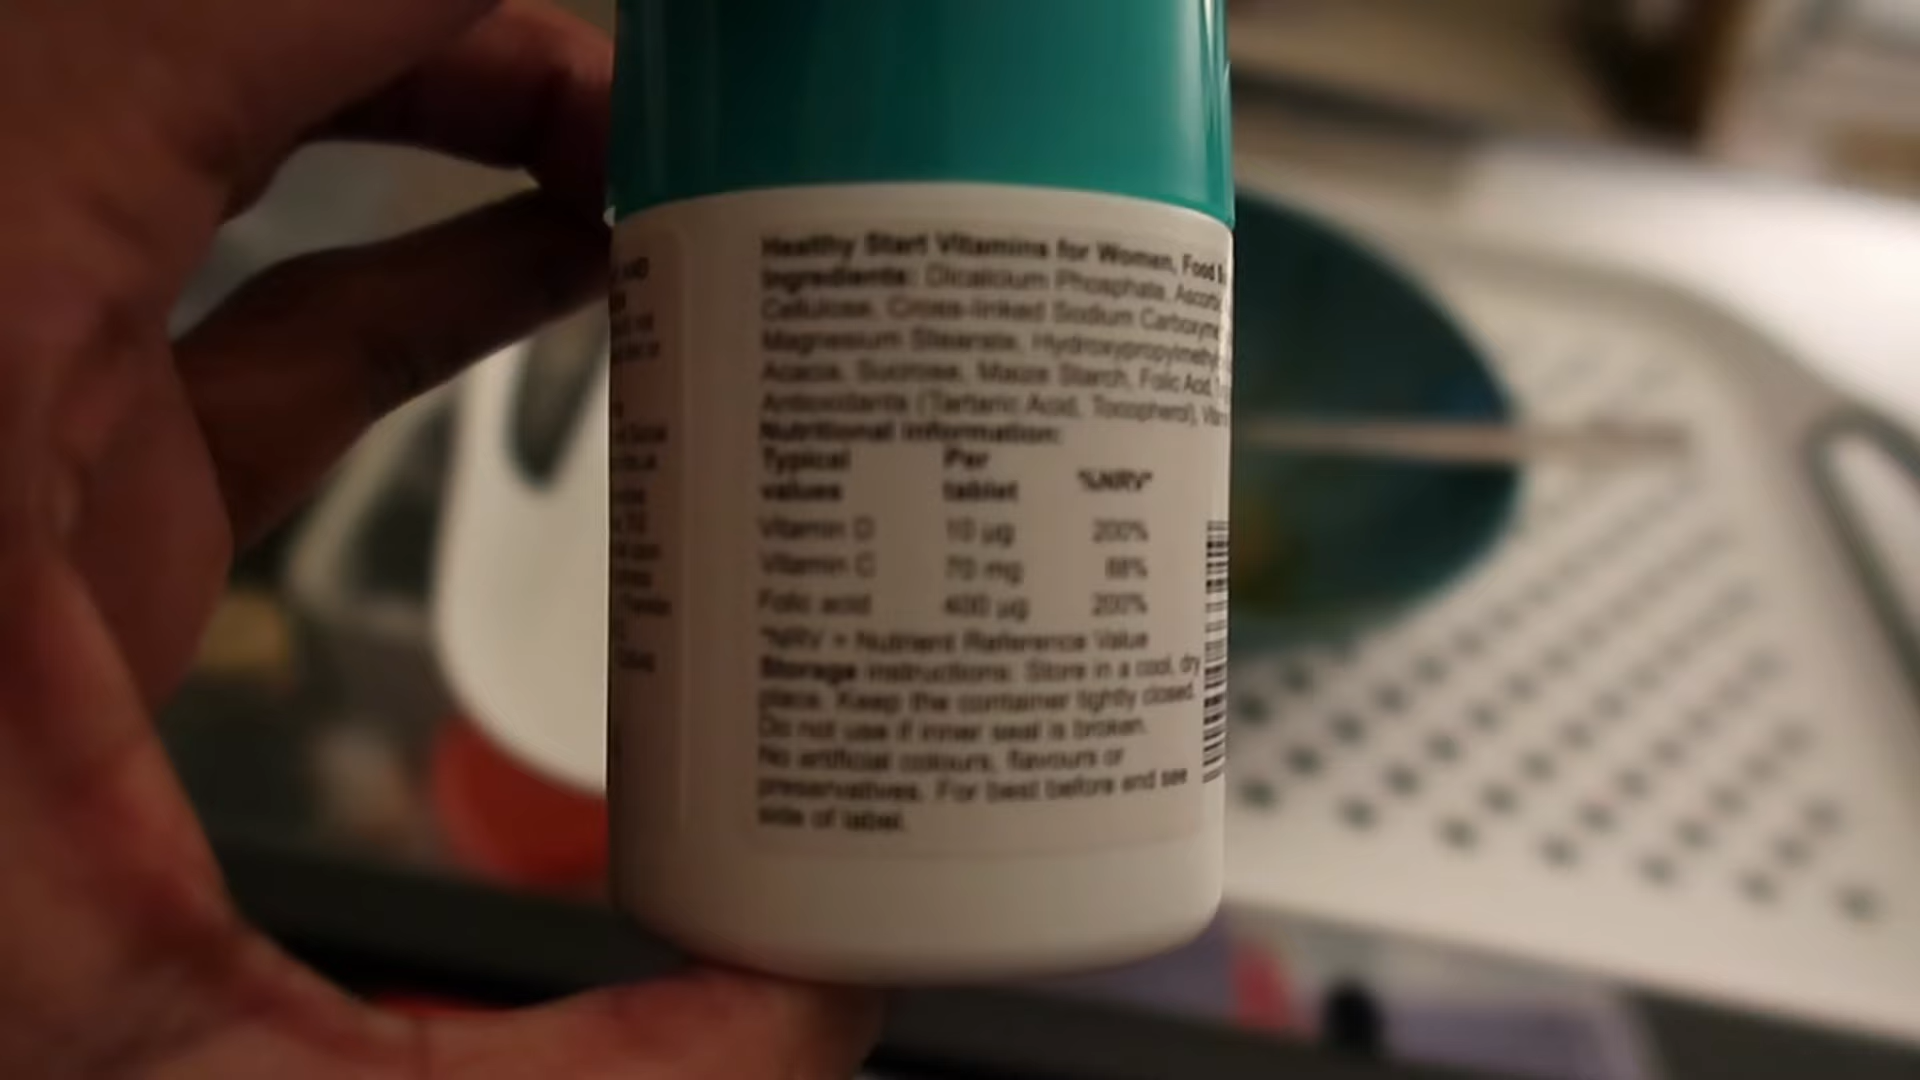 Healthy Start Vitamins for Women, Food
Ingredients: Dicalcium Phosphate,
Cellulose, Cross-linked Sodium
Magnesium Stearate,
Acacia, Sucrose, Maize Starch, Folic Acid,
Antioxidants (Tartaric Acid, Tocopherol),
Nutritional information:
Typical values Per tablet %NRV*
Vitamin D 10 µg 200%
Vitamin C 70 mg 88%
Folic acid 400 µg 200%
*NRV = Nutrient Reference Value
Storage instructions: Store in a cool, dry
place. Keep the container tightly closed.
Do not use if inner seal is broken.
No artificial colours, flavours or
preservatives. For best before end see
side of label.